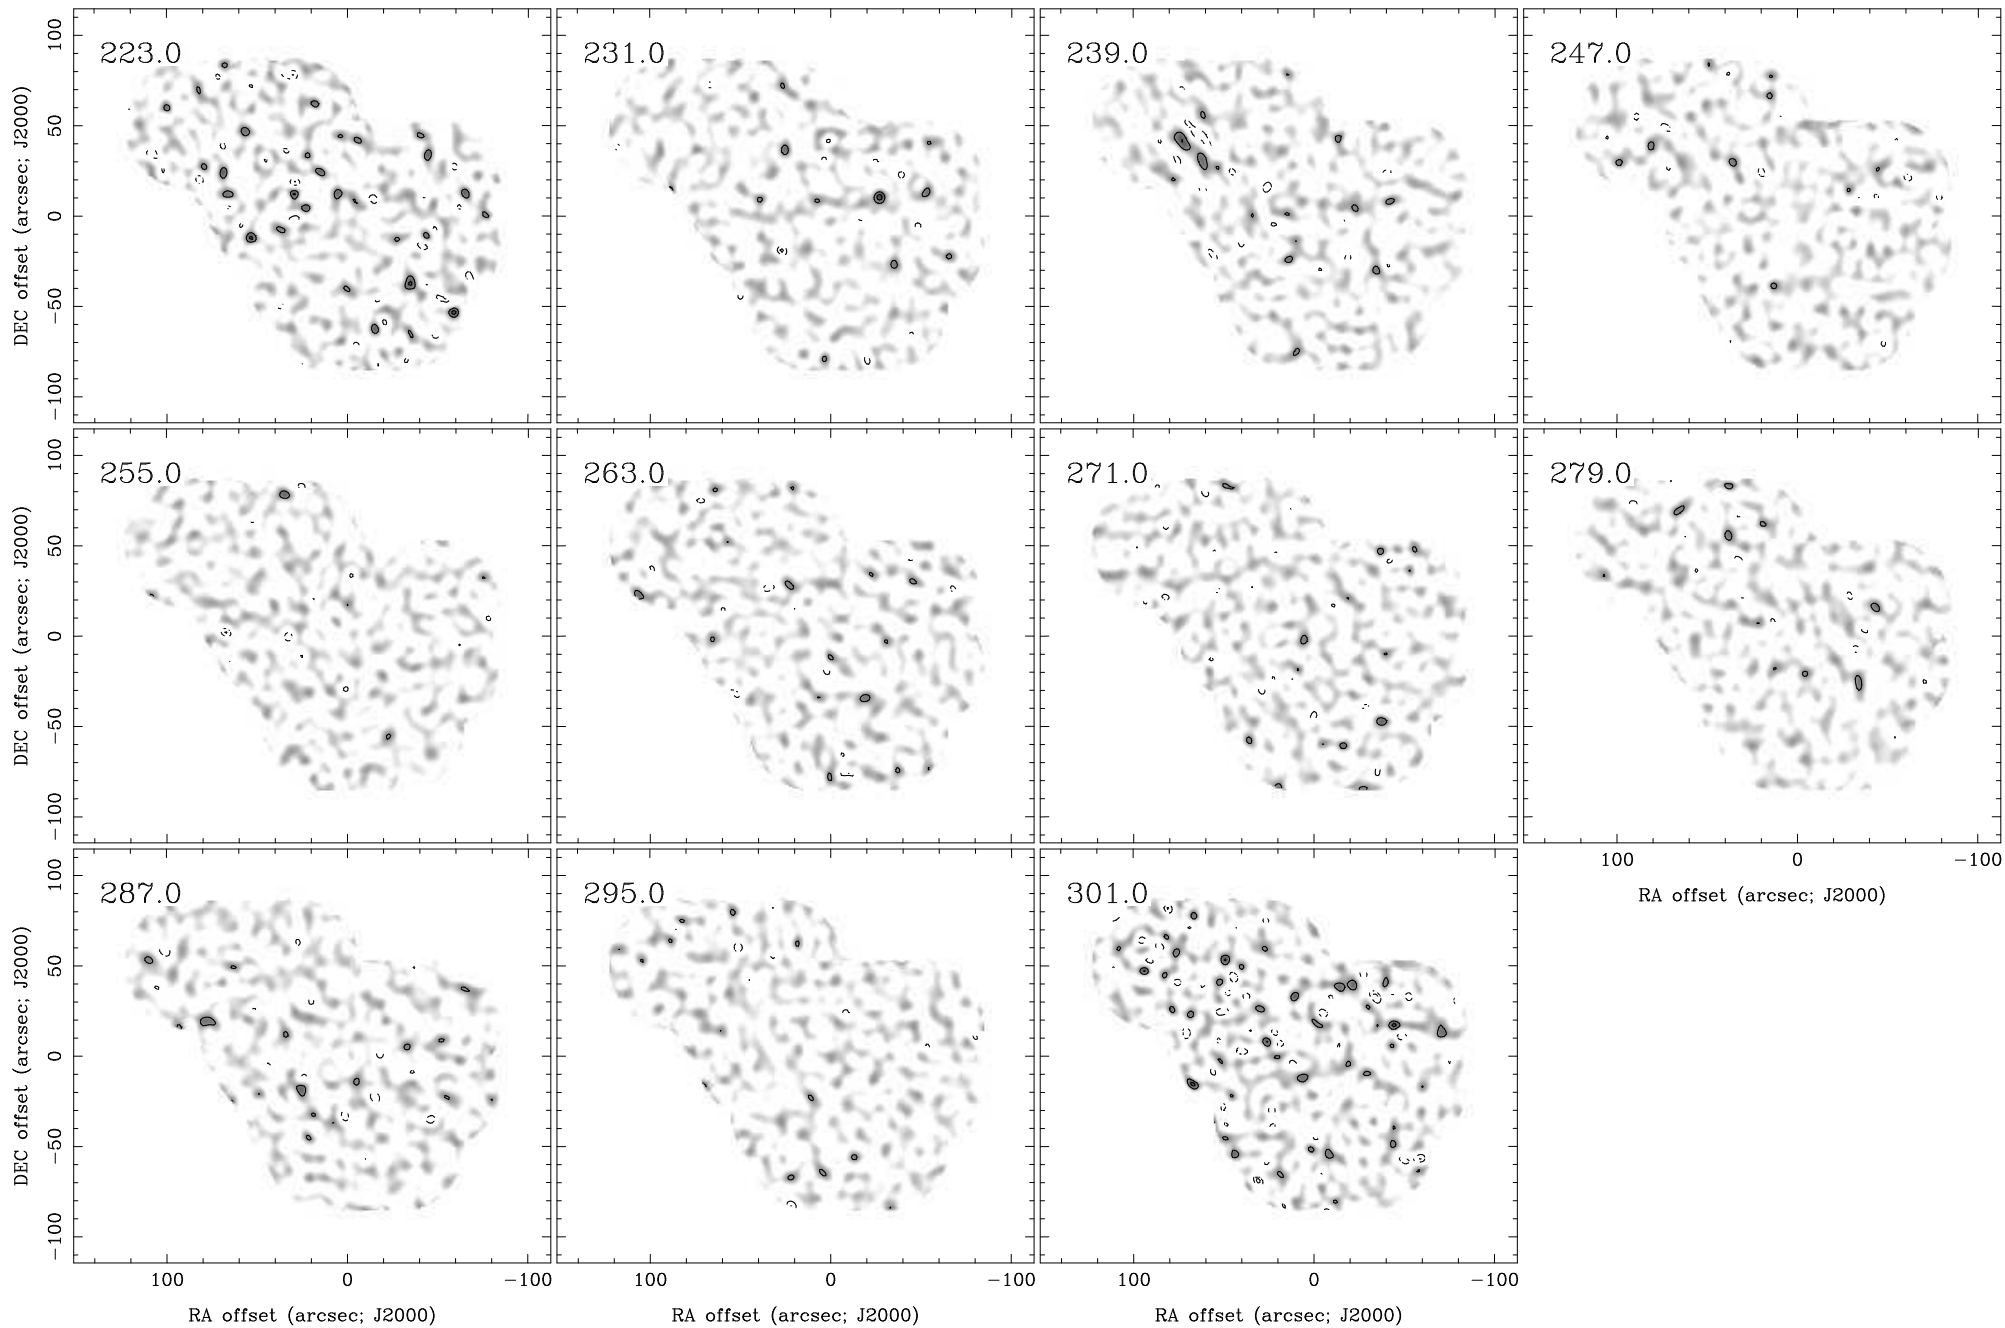 223.0 231.0 239.0 247.0
100 50 0 −50 −100
DEC offset (arcsec; J2000)
255.0 263.0 271.0 279.0
100 50 0 −50 −100
DEC offset (arcsec; J2000)
100 0 −100
RA offset (arcsec; J2000)
287.0 295.0 301.0
100 50 0 −50 −100
DEC offset (arcsec; J2000)
100 0 −100 100 0 −100 100 0 −100
RA offset (arcsec; J2000) RA offset (arcsec; J2000) RA offset (arcsec; J2000)